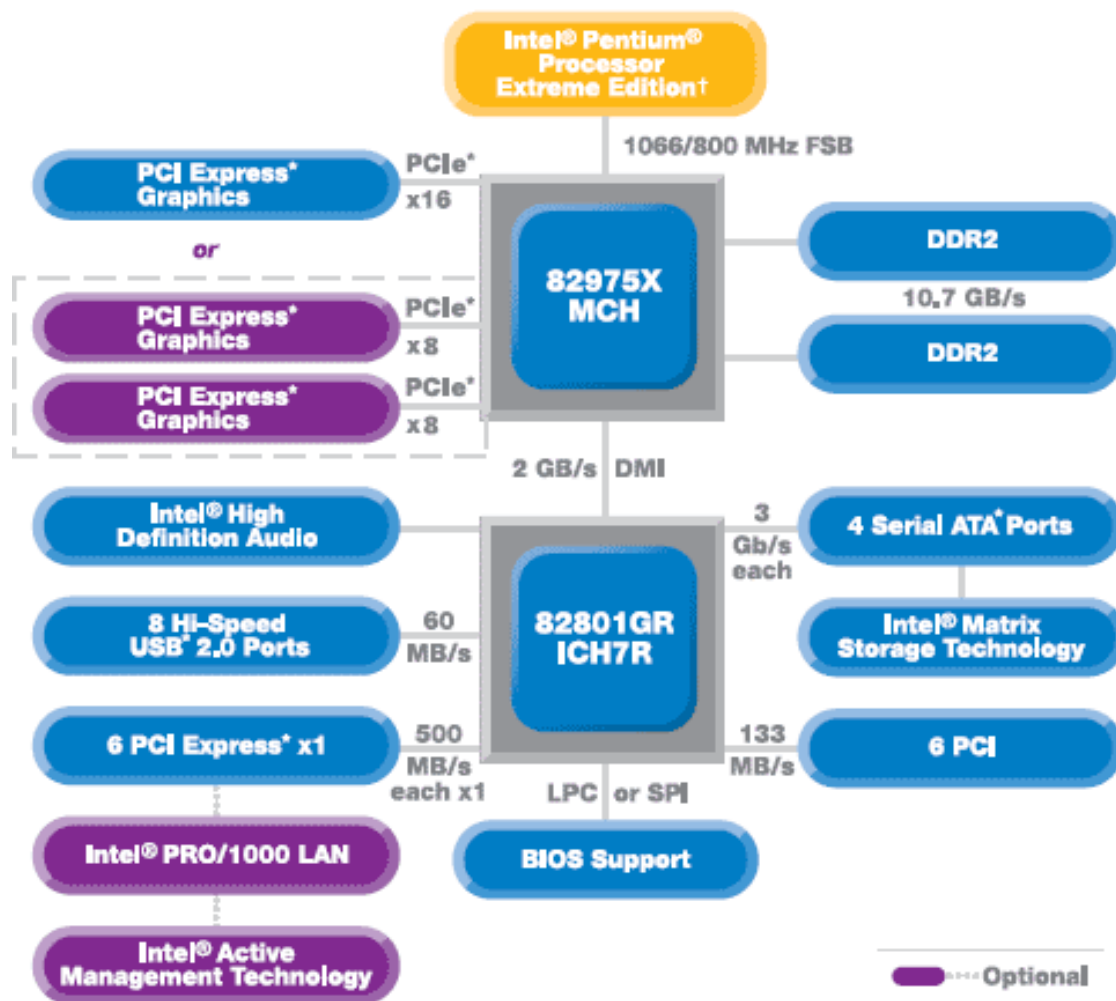 Intel® Pentium®
Processor
Extreme Edition†
1066/800 MHz FSB
PCI Express*
Graphics
PCIe*
x16
or
PCI Express*
Graphics
PCIe*
x8
PCI Express*
Graphics
PCIe*
x8
82975X
MCH
DDR2
10.7 GB/s
DDR2
2 GB/s DMI
Intel® High
Definition Audio
8 Hi-Speed
USB* 2.0 Ports
60
MB/s
6 PCI Express* x1
500
MB/s
each x1
82801GR
ICH7R
3
Gb/s
each
4 Serial ATA* Ports
Intel® Matrix
Storage Technology
133
MB/s
6 PCI
LPC or SPI
BIOS Support
Intel® PRO/1000 LAN
Intel® Active
Management Technology
Optional